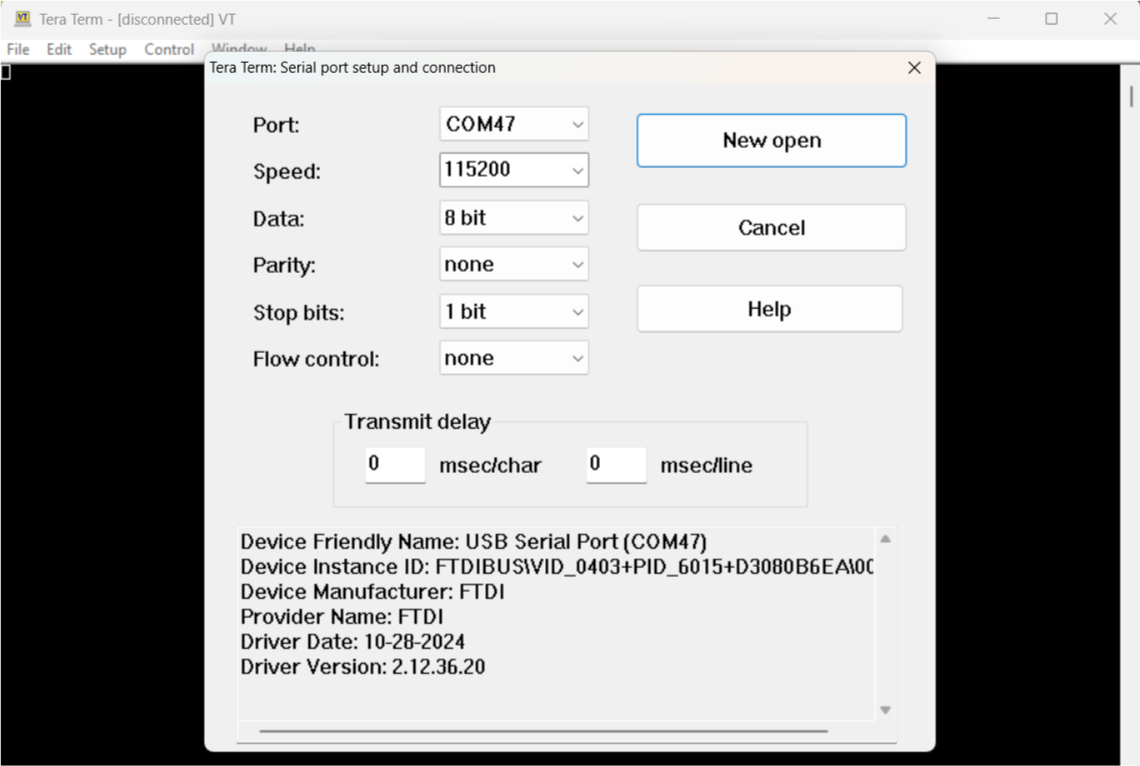 Tera Term - [disconnected] VT
File Edit Setup Control Window Help
Tera Term: Serial port setup and connection
Port: COM47
New open
Speed: 115200
Data: 8 bit
Cancel
Parity: none
Stop bits: 1 bit
Help
Flow control: none
Transmit delay
0 msec/char 0 msec/line
Device Friendly Name: USB Serial Port (COM47)
Device Instance ID: FTDIBUS\VID_0403+PID_6015+D3080B6EA\00
Device Manufacturer: FTDI
Provider Name: FTDI
Driver Date: 10-28-2024
Driver Version: 2.12.36.20